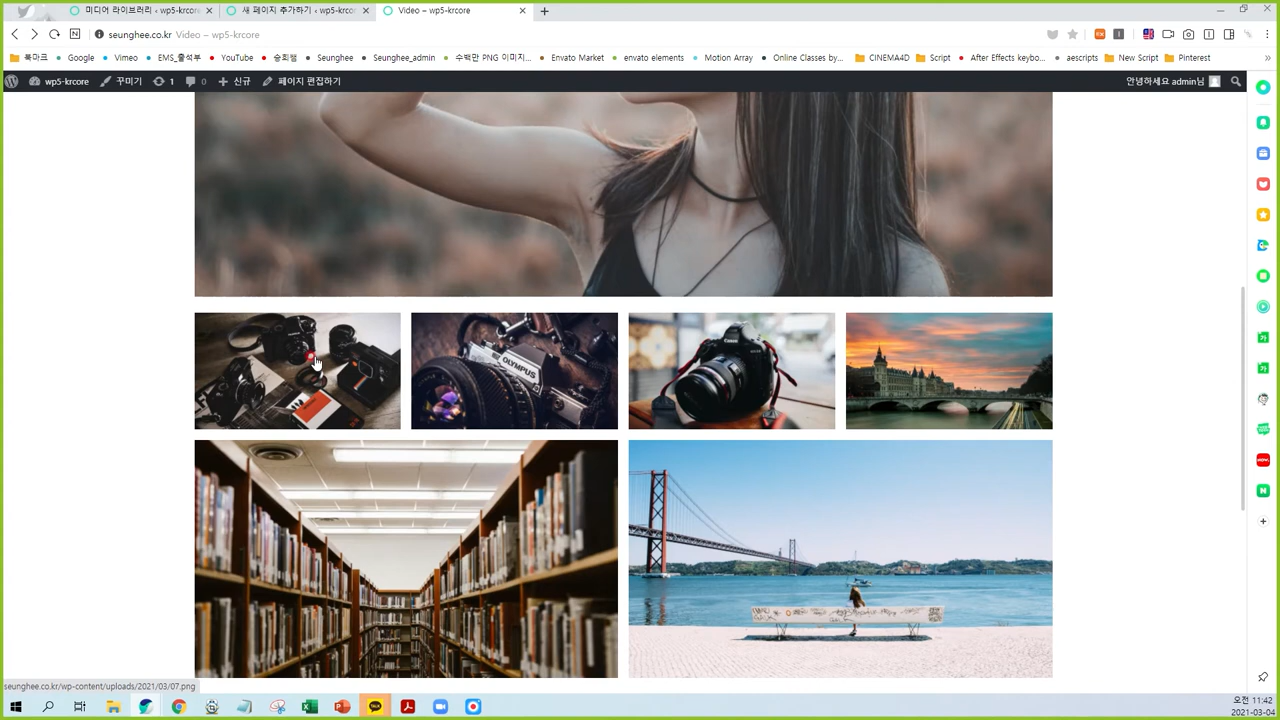 미디어 라이브러리 ‹ wp5-krcore
새 페이지 추가하기 ‹ wp5-krcor
Video – wp5-krcore
seunghee.co.kr Video – wp5-krcore
북마크 Google Vimeo EMS_출석부 YouTube 승희쌤 Seunghee Seunghee_admin 수백만 PNG 이미지... Envato Market envato elements Motion Array Online Classes by... CINEMA4D Script After Effects keybo... aescripts New Script Pinterest »
wp5-krcore 꾸미기 1 0 신규 페이지 편집하기 안녕하세요 admin님
OLYMPUS
Canon
seunghee.co.kr/wp-content/uploads/2021/03/07.png
TALK
오전 11:42
2021-03-04